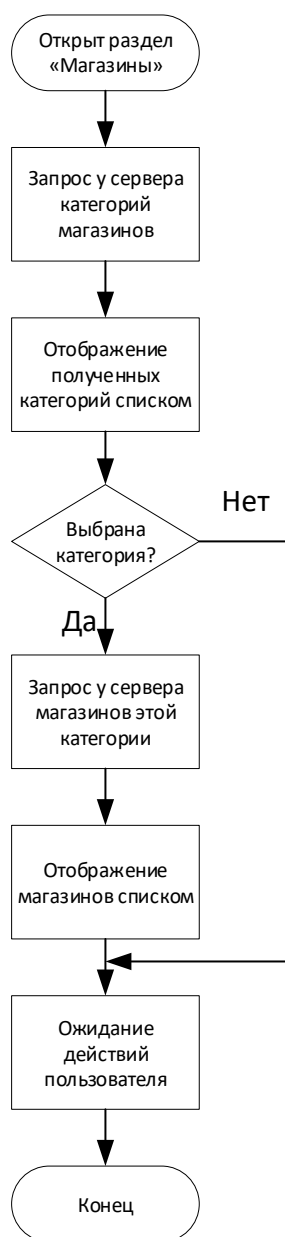 Открыт раздел
«Магазины»
Запрос у сервера
категорий
магазинов
Отображение
полученных
категорий списком
Выбрана
категория?
Нет
Да
Запрос у сервера
магазинов этой
категории
Отображение
магазинов списком
Ожидание
действий
пользователя
Конец